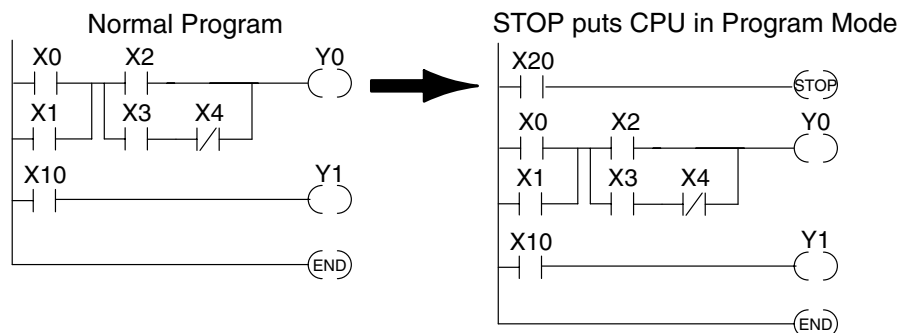 Normal Program
X0 X2 Y0
X1 X3 X4
X10 Y1
END
STOP puts CPU in Program Mode
X20
STOP
X0 X2 Y0
X1 X3 X4
X10 Y1
END